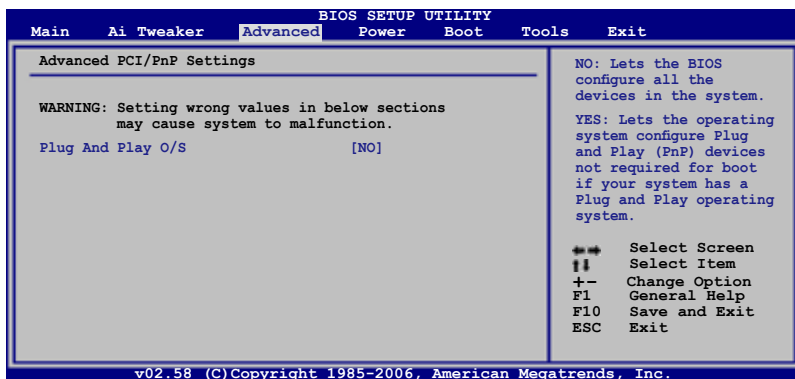 BIOS SETUP UTILITY
Main Ai Tweaker Advanced Power Boot Tools Exit
Advanced PCI/PnP Settings
WARNING: Setting wrong values in below sections
may cause system to malfunction.
Plug And Play O/S [NO]
NO: Lets the BIOS
configure all the
devices in the system.
YES: Lets the operating
system configure Plug
and Play (PnP) devices
not required for boot
if your system has a
Plug and Play operating
system.
←→ Select Screen
↑↓ Select Item
+- Change Option
F1 General Help
F10 Save and Exit
ESC Exit
v02.58 (C)Copyright 1985-2006, American Megatrends, Inc.